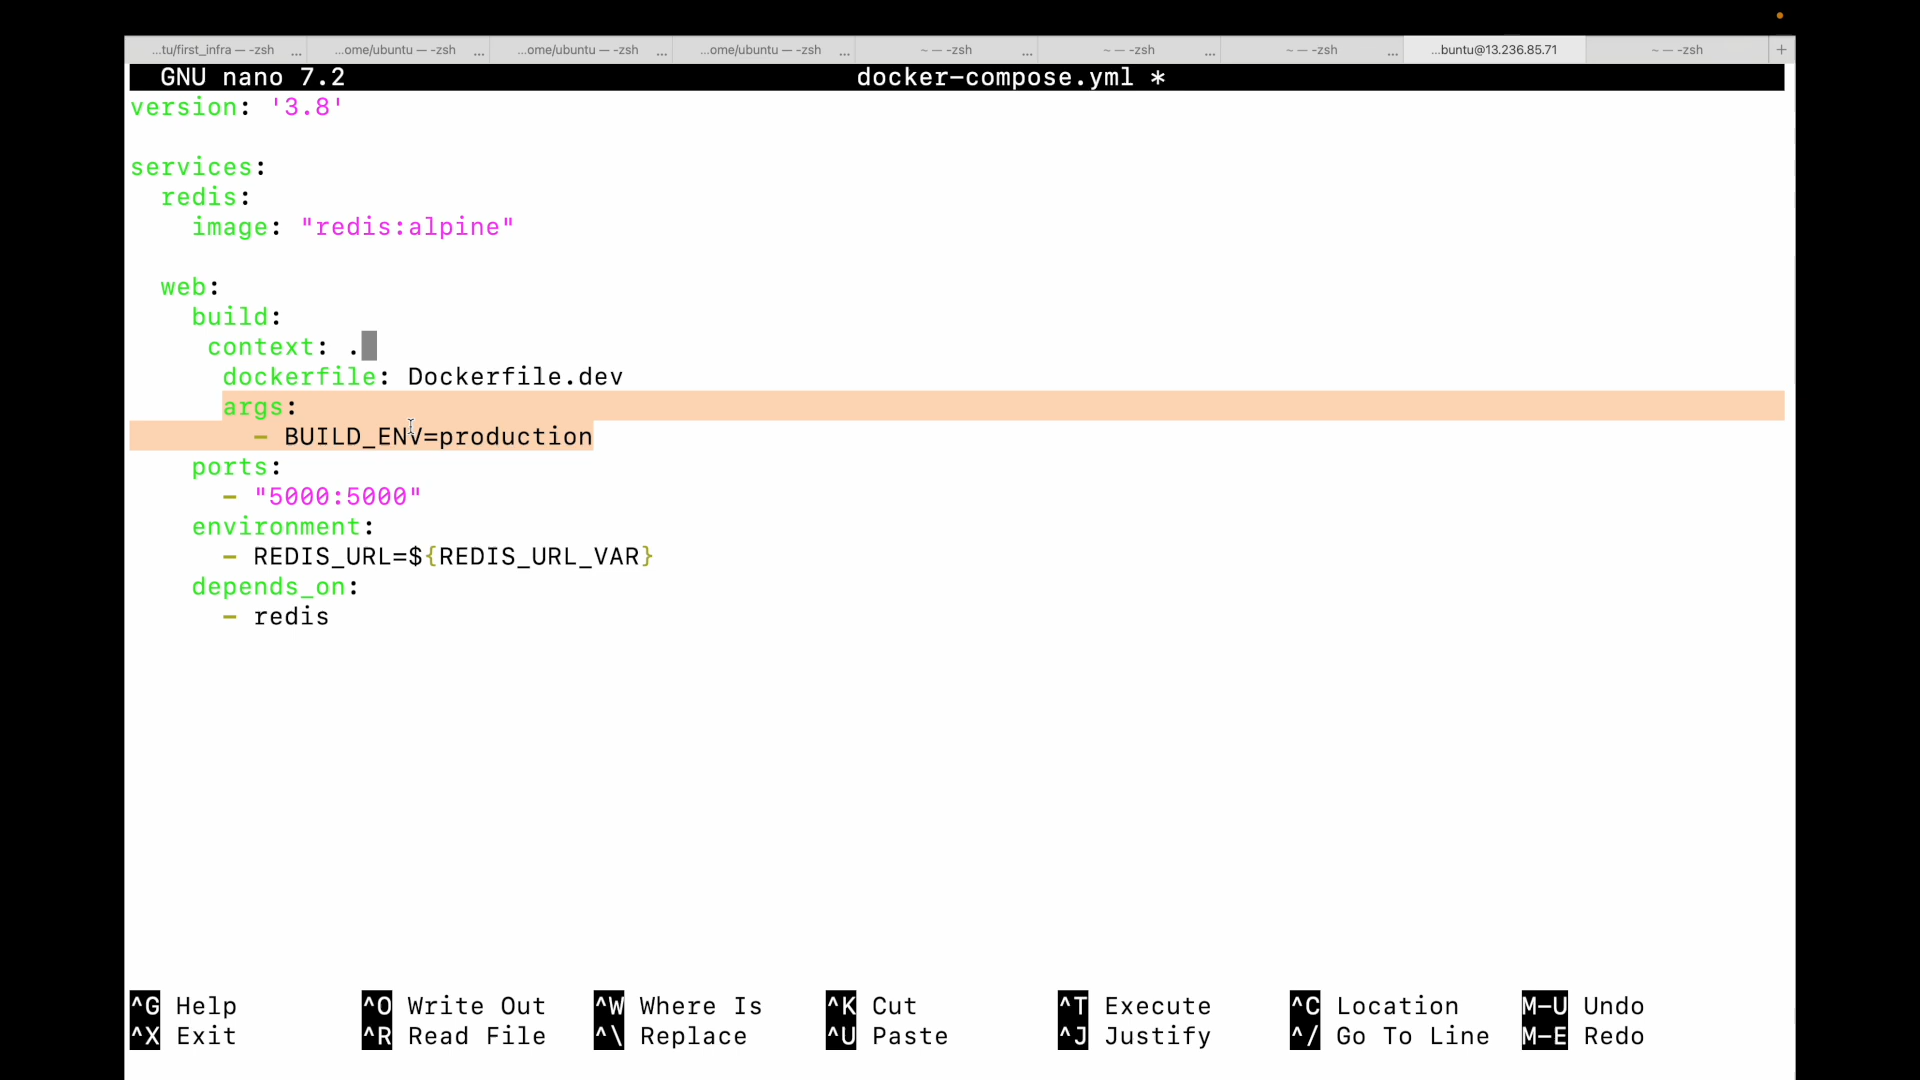 ...tu/first_infra — -zsh ... ...ome/ubuntu — -zsh ... ...ome/ubuntu — -zsh ... ...ome/ubuntu — -zsh ... ~ — -zsh ... ~ — -zsh ... ~ — -zsh ... ...buntu@13.236.85.71 ~ — -zsh +
GNU nano 7.2 docker-compose.yml *
version: '3.8'
services:
  redis:
    image: "redis:alpine"
  web:
    build:
     context: .
      dockerfile: Dockerfile.dev
      args:
        - BUILD_ENV=production
    ports:
      - "5000:5000"
    environment:
      - REDIS_URL=${REDIS_URL_VAR}
    depends_on:
      - redis
^G Help ^O Write Out ^W Where Is ^K Cut ^T Execute ^C Location M-U Undo
^X Exit ^R Read File ^\ Replace ^U Paste ^J Justify ^/ Go To Line M-E Redo